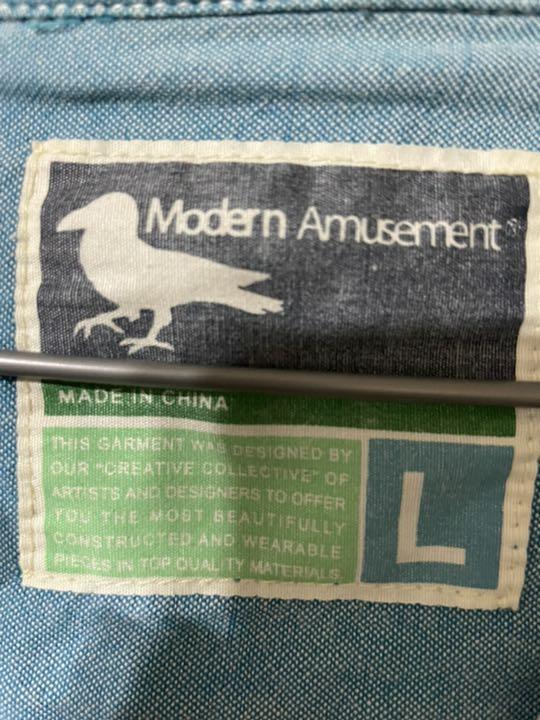 Modern Amusement®
MADE IN CHINA
THIS GARMENT WAS DESIGNED BY
OUR "CREATIVE COLLECTIVE" OF
ARTISTS AND DESIGNERS TO OFFER
YOU THE MOST BEAUTIFULLY
CONSTRUCTED AND WEARABLE
PIECES IN TOP QUALITY MATERIALS
L